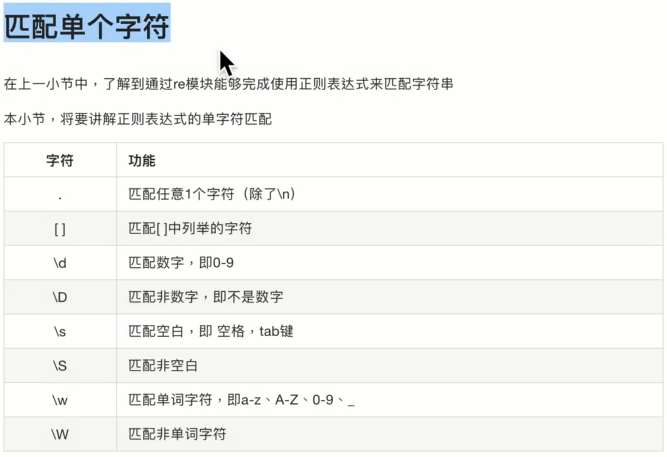 匹配单个字符
在上一小节中，了解到通过re模块能够完成使用正则表达式来匹配字符串
本小节，将要讲解正则表达式的单字符匹配
字符 功能
. 匹配任意1个字符（除了\n）
[ ] 匹配[ ]中列举的字符
\d 匹配数字，即0-9
\D 匹配非数字，即不是数字
\s 匹配空白，即 空格，tab键
\S 匹配非空白
\w 匹配单词字符，即a-z、A-Z、0-9、_
\W 匹配非单词字符